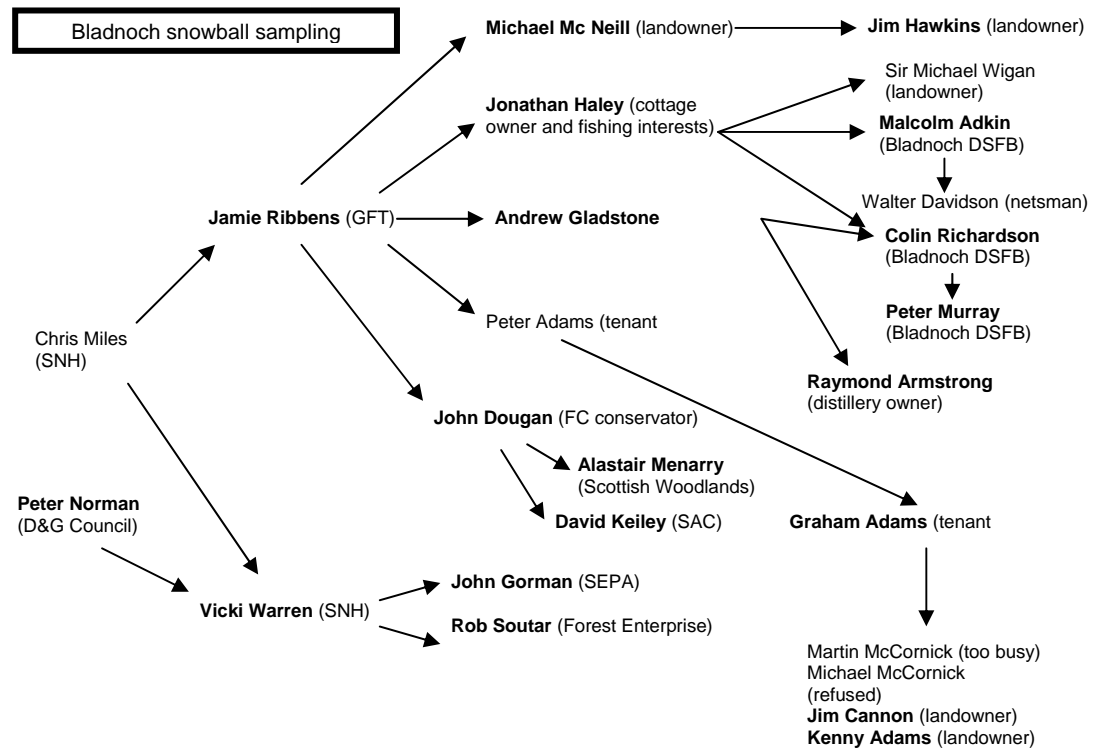 Bladnoch snowball sampling
Michael Mc Neill (landowner)
Jim Hawkins (landowner)
Sir Michael Wigan
(landowner)
Jonathan Haley (cottage
owner and fishing interests)
Malcolm Adkin
(Bladnoch DSFB)
Walter Davidson (netsman)
Jamie Ribbens (GFT)
Andrew Gladstone
Colin Richardson
(Bladnoch DSFB)
Peter Murray
(Bladnoch DSFB)
Peter Adams (tenant
Chris Miles
(SNH)
Raymond Armstrong
(distillery owner)
John Dougan (FC conservator)
Alastair Menarry
(Scottish Woodlands)
David Keiley (SAC)
Graham Adams (tenant
Peter Norman
(D&G Council)
John Gorman (SEPA)
Vicki Warren (SNH)
Rob Soutar (Forest Enterprise)
Martin McCornick (too busy)
Michael McCornick
(refused)
Jim Cannon (landowner)
Kenny Adams (landowner)